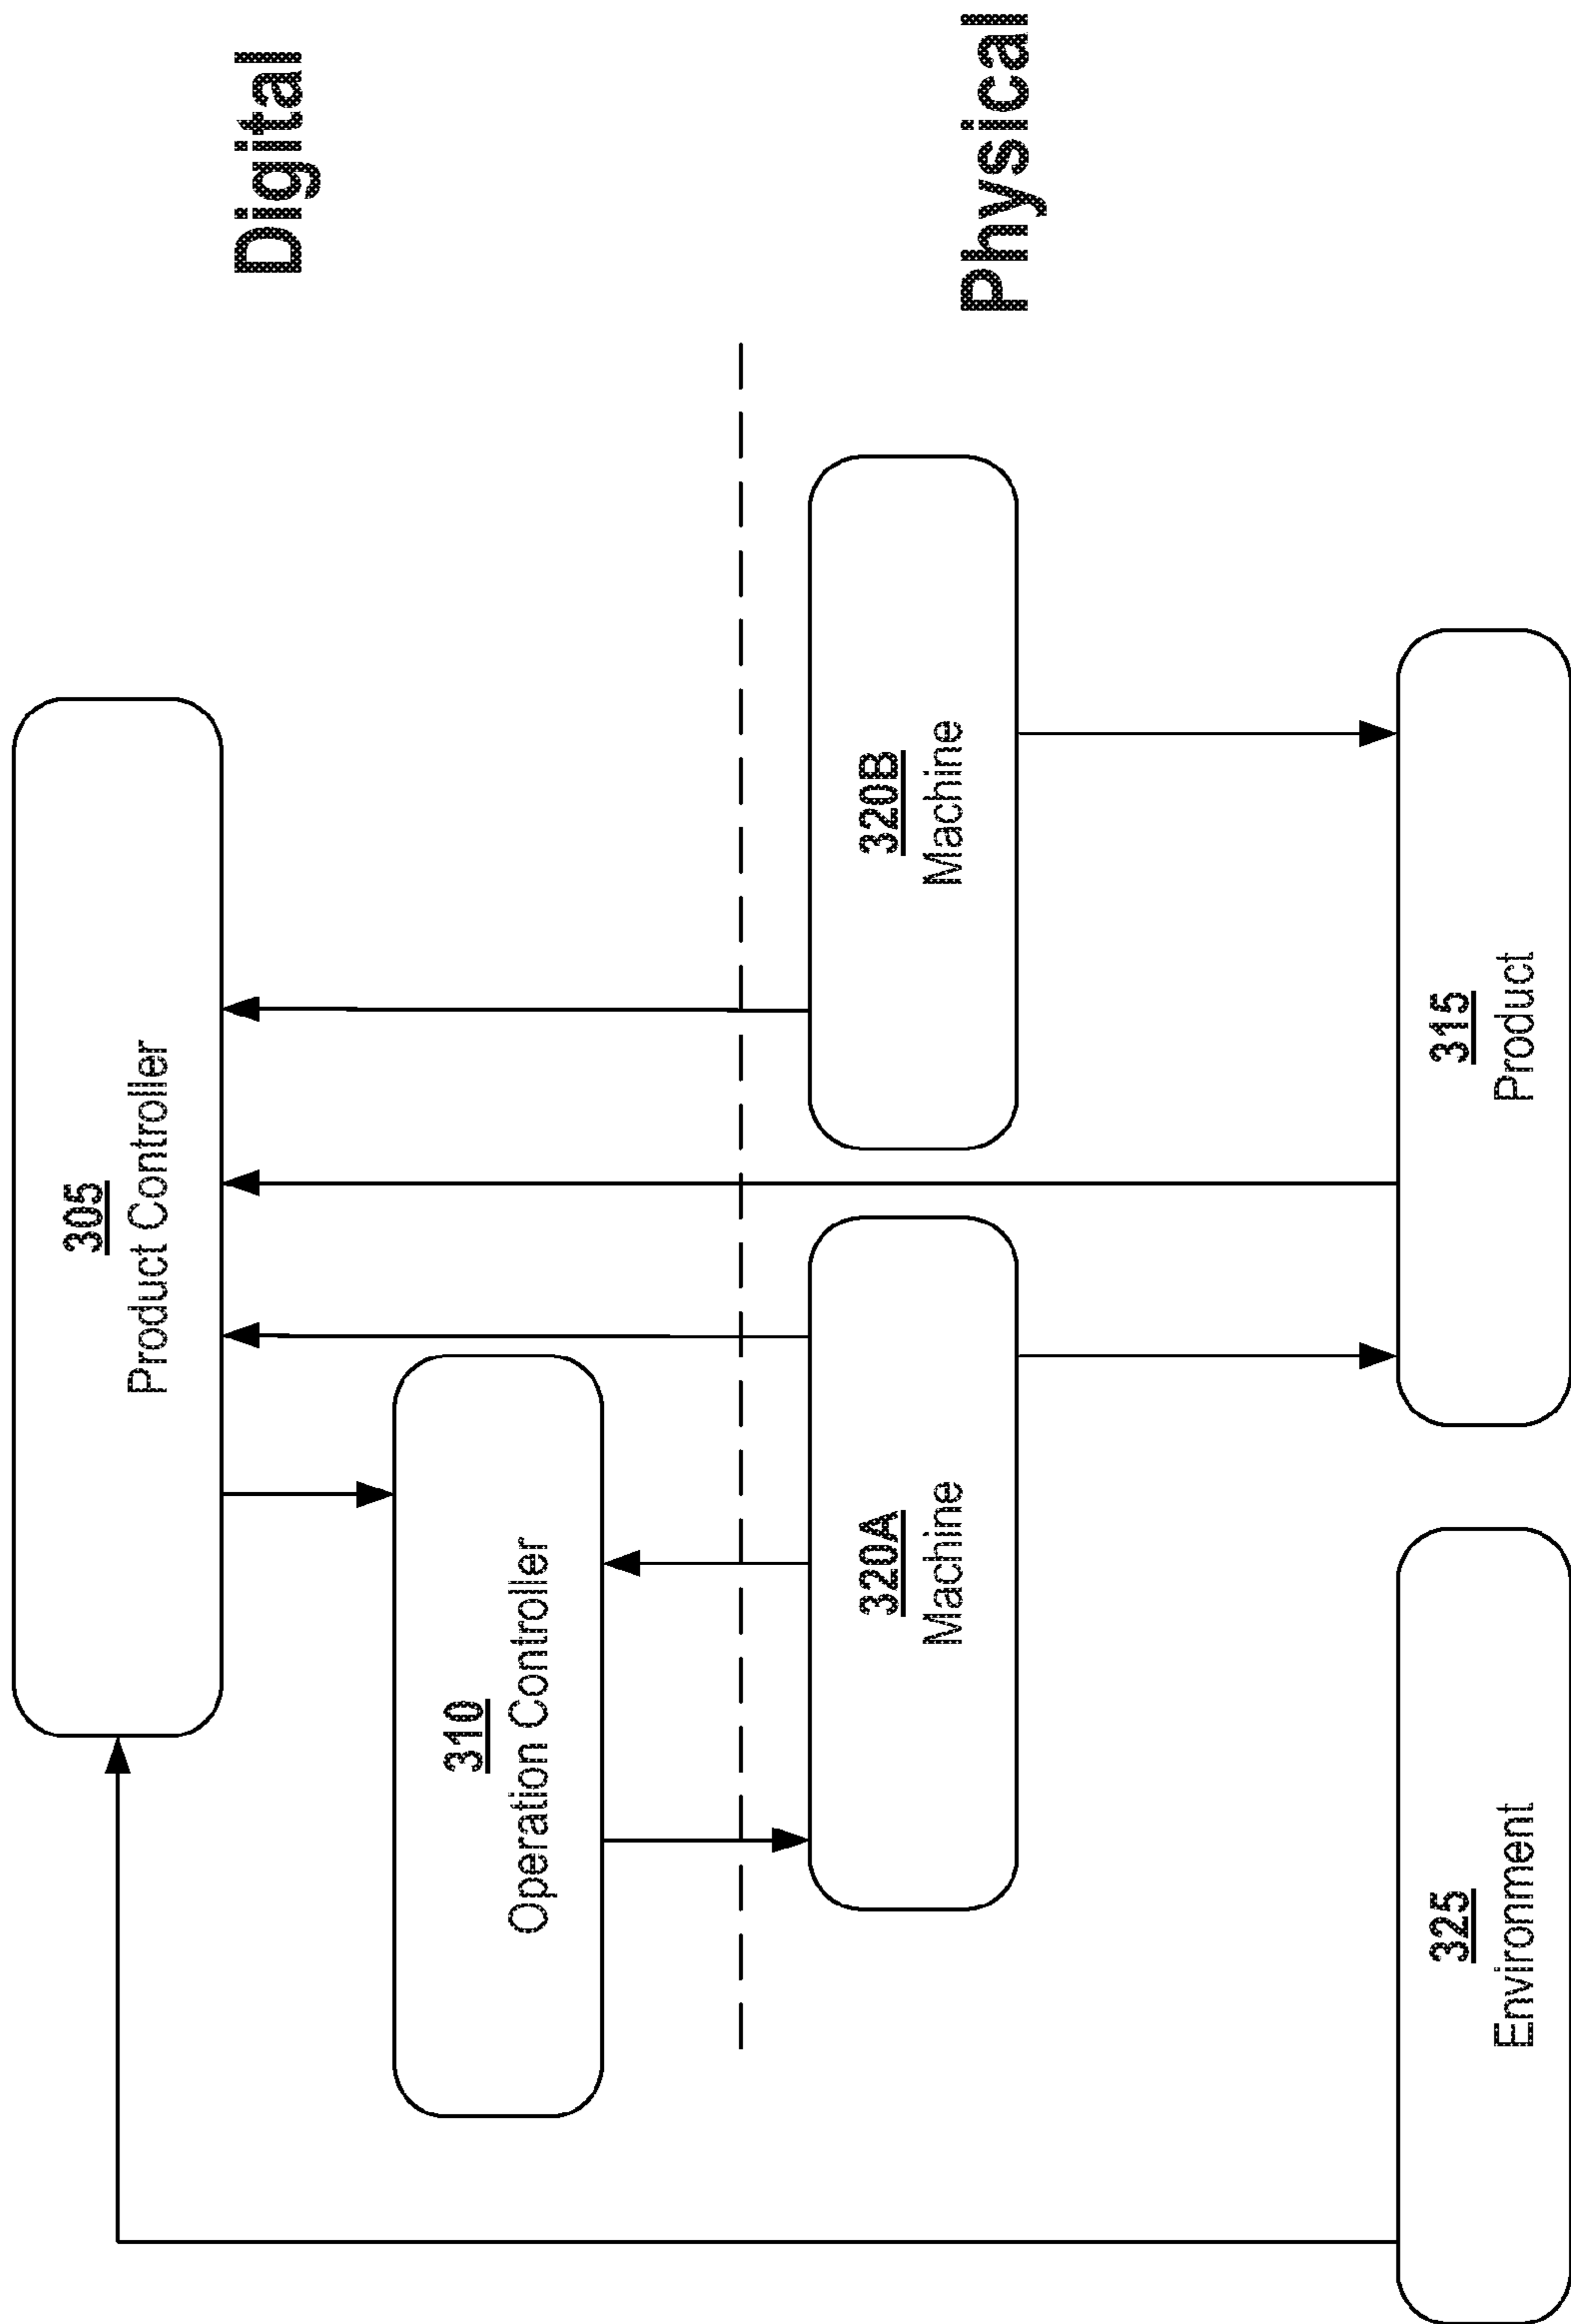 305
Product Controller
Digital
310
Operation Controller
320A
Machine
320B
Machine
Physical
325
Environment
315
Product